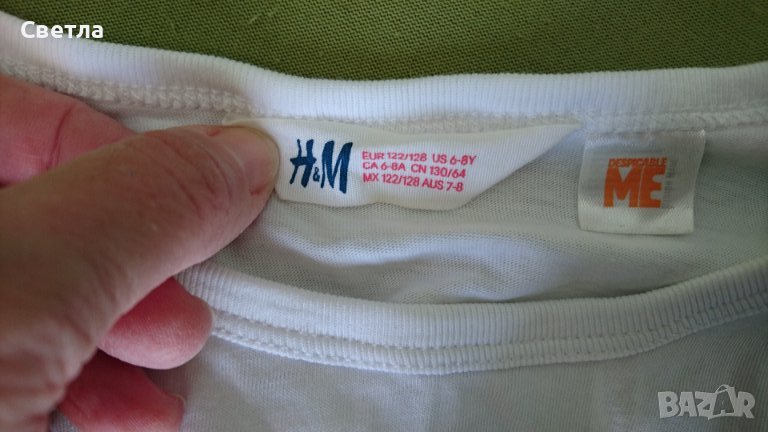 Светла
H&M
EUR 122/128 US 6-8Y
CA 6-8A CN 130/64
MX 122/128 AUS 7-8
DESPICABLE
ME
BAZAR